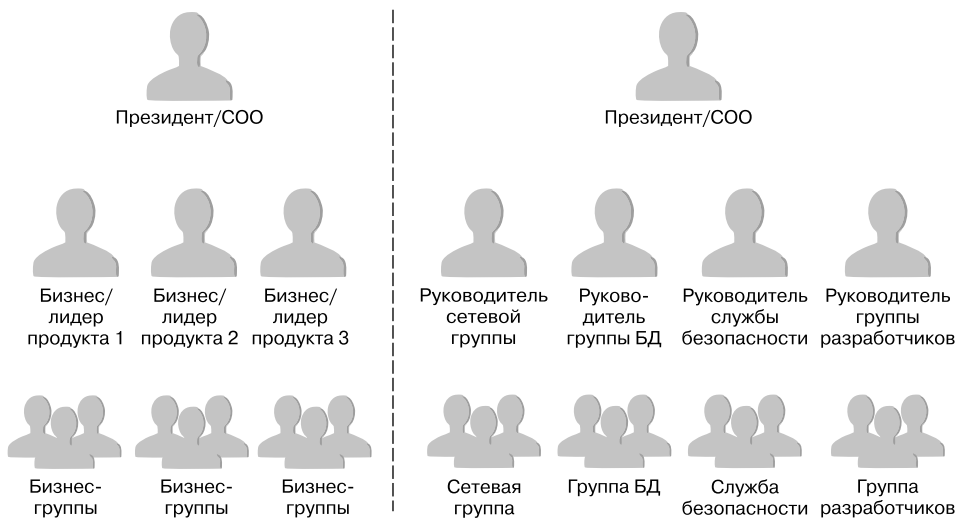 Президент/COO
Президент/COO
Бизнес/
лидер
продукта 1
Бизнес/
лидер
продукта 2
Бизнес/
лидер
продукта 3
Руководитель
сетевой
группы
Руково-
дитель
группы БД
Руководитель
службы
безопасности
Руководитель
группы
разработчиков
Бизнес-
группы
Бизнес-
группы
Бизнес-
группы
Сетевая
группа
Группа БД
Служба
безопасности
Группа
разработчиков